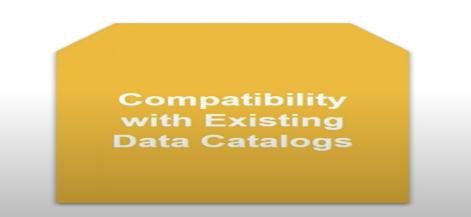 Compatibility
with Existing
Data Catalogs